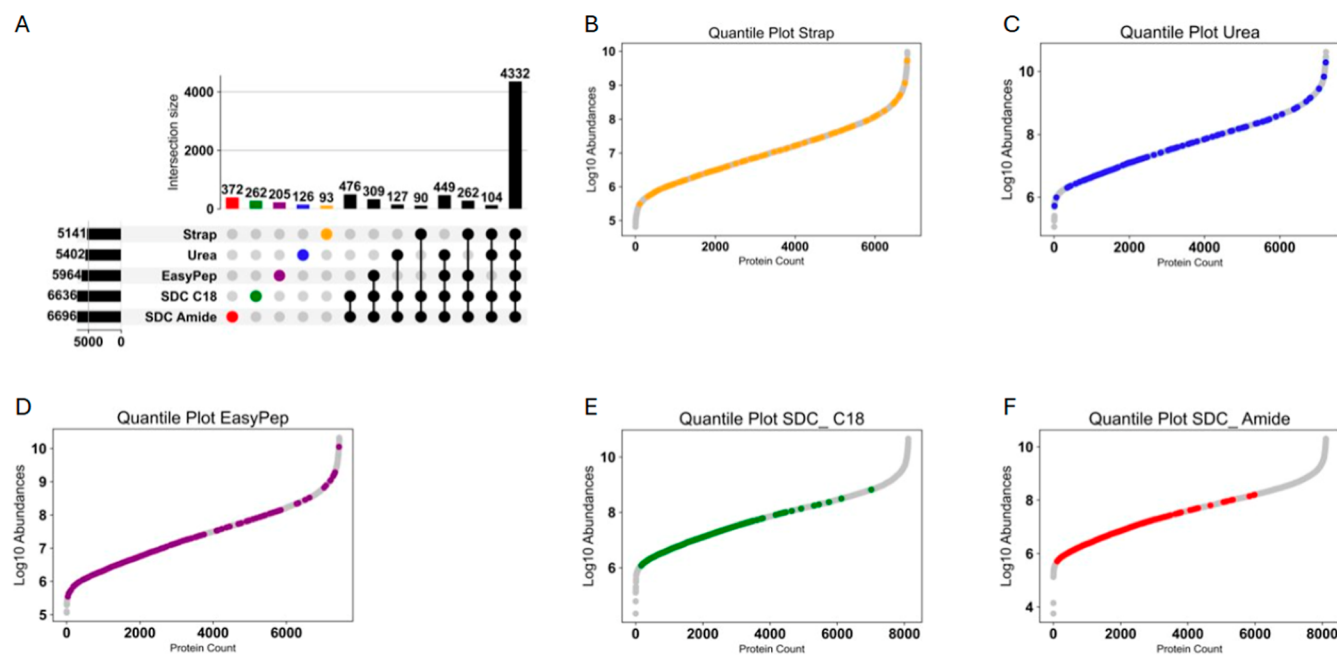 A
4000
2000
0
Intersection size
372 262 205 126 93 476 309 127 90 449 262 104 4332
5141 Strap
5402 Urea
5964 EasyPep
6636 SDC C18
6696 SDC Amide
5000 0
B
Quantile Plot Strap
10
9
8
7
6
5
Log10 Abundances
0 2000 4000 6000
Protein Count
C
Quantile Plot Urea
10
8
6
Log10 Abundances
0 2000 4000 6000
Protein Count
D
Quantile Plot EasyPep
10
9
8
7
6
5
Log10 Abundances
0 2000 4000 6000
Protein Count
E
Quantile Plot SDC_ C18
10
8
6
Log10 Abundances
0 2000 4000 6000 8000
Protein Count
F
Quantile Plot SDC_ Amide
10
8
6
4
Log10 Abundances
0 2000 4000 6000 8000
Protein Count